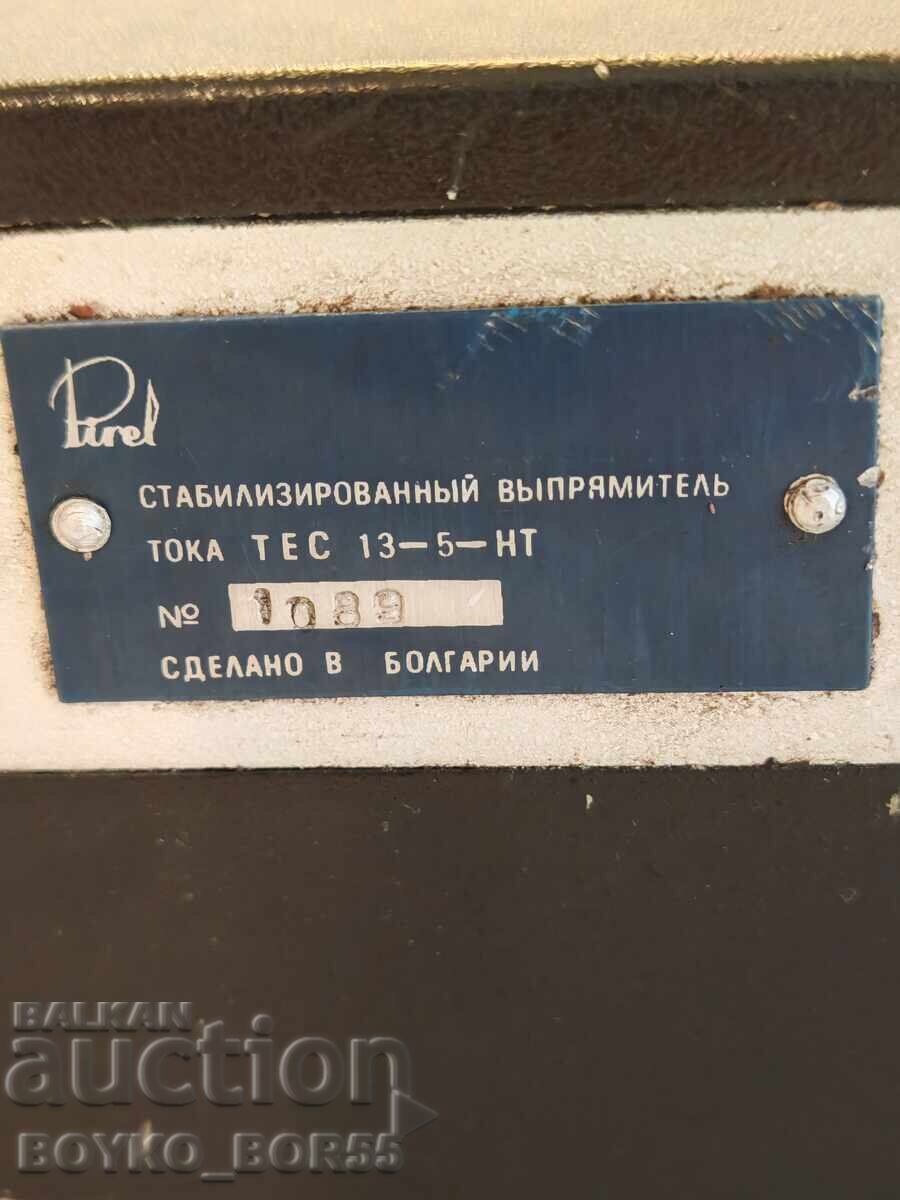 Pirel
СТАБИЛИЗИРОВАННЫЙ ВЫПРЯМИТЕЛЬ
ТОКА ТЕС 13-5-НТ
№ 1089
СДЕЛАНО В БОЛГАРИИ
BALKAN
auction
BOYKO_BOR55